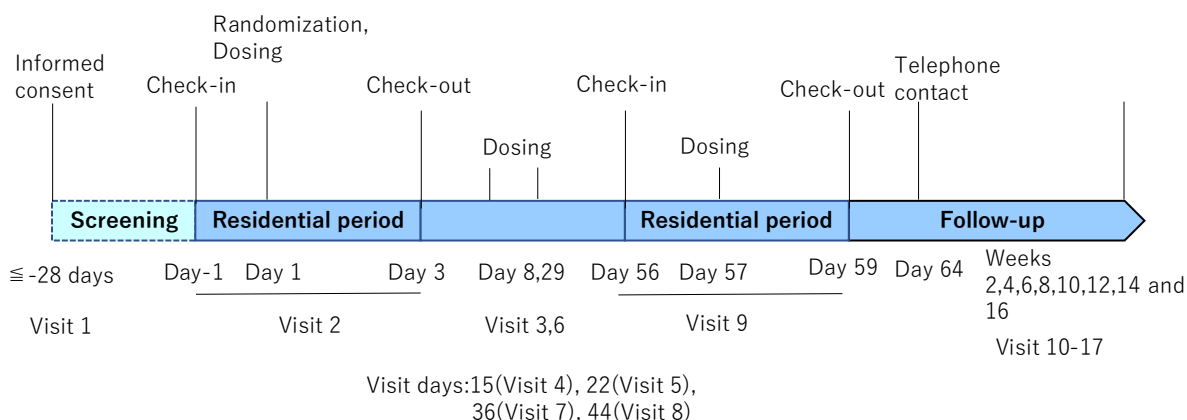 Randomization,
Dosing
Informed
consent
Check-in
Check-out
Check-in
Check-out
Telephone
contact
Dosing
Dosing
Screening
Residential period
Residential period
Follow-up
≦ -28 days
Day-1
Day 1
Day 3
Day 8,29
Day 56
Day 57
Day 59
Day 64
Weeks
2,4,6,8,10,12,14 and
16
Visit 1
Visit 2
Visit 3,6
Visit 9
Visit 10-17
Visit days:15(Visit 4), 22(Visit 5),
36(Visit 7), 44(Visit 8)